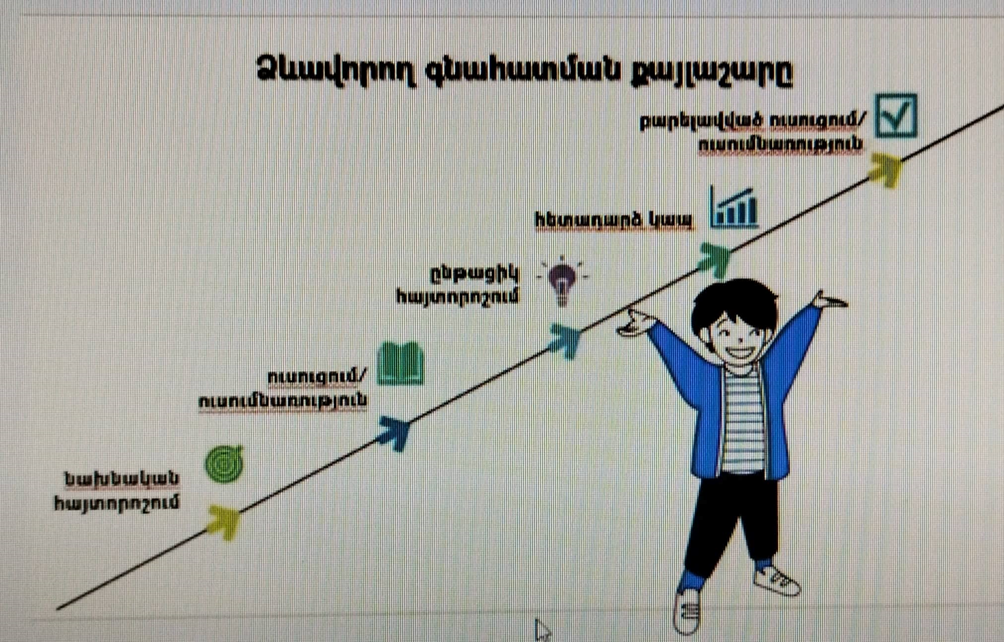 Ձևավորող գնահատման քայլաշարը
բարելավված ուսուցում/
ուսումնառություն
հետադարձ կապ
ընթացիկ
հայտորոշում
ուսուցում/
ուսումնառություն
նախնական
հայտորոշում